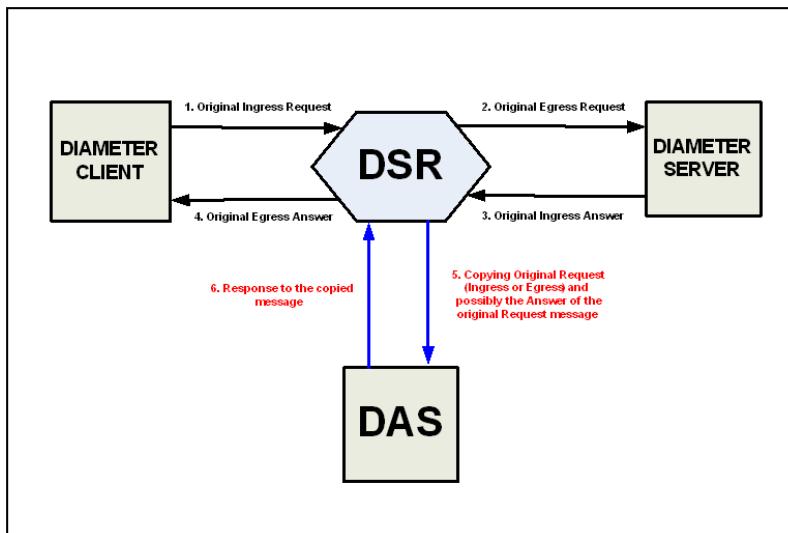 1. Original Ingress Request
2. Original Egress Request
DIAMETER
CLIENT
DSR
DIAMETER
SERVER
4. Original Egress Answer
3. Original Ingress Answer
6. Response to the copied
message
5. Copying Original Request
(Ingress or Egress) and
possibly the Answer of the
original Request message
DAS